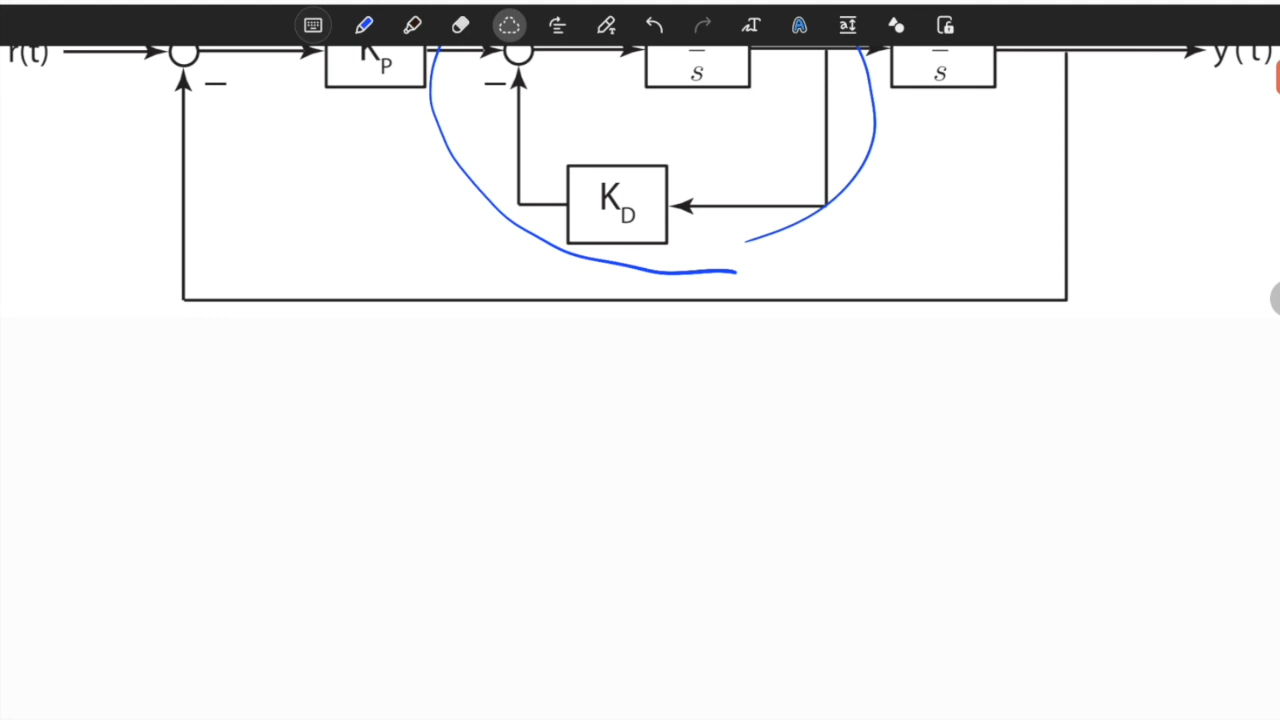 r(t) K_P s s y(t)
− −
K_D